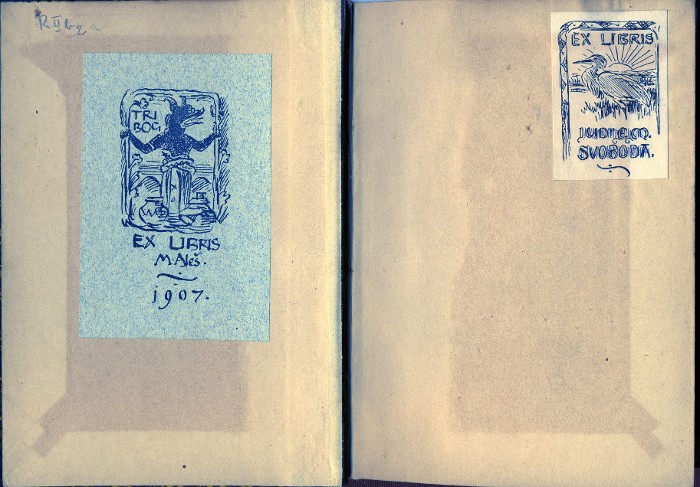 TRI
BOG
EX LIBRIS
M. Aleš.
1907.
EX LIBRIS
SVOBODA.